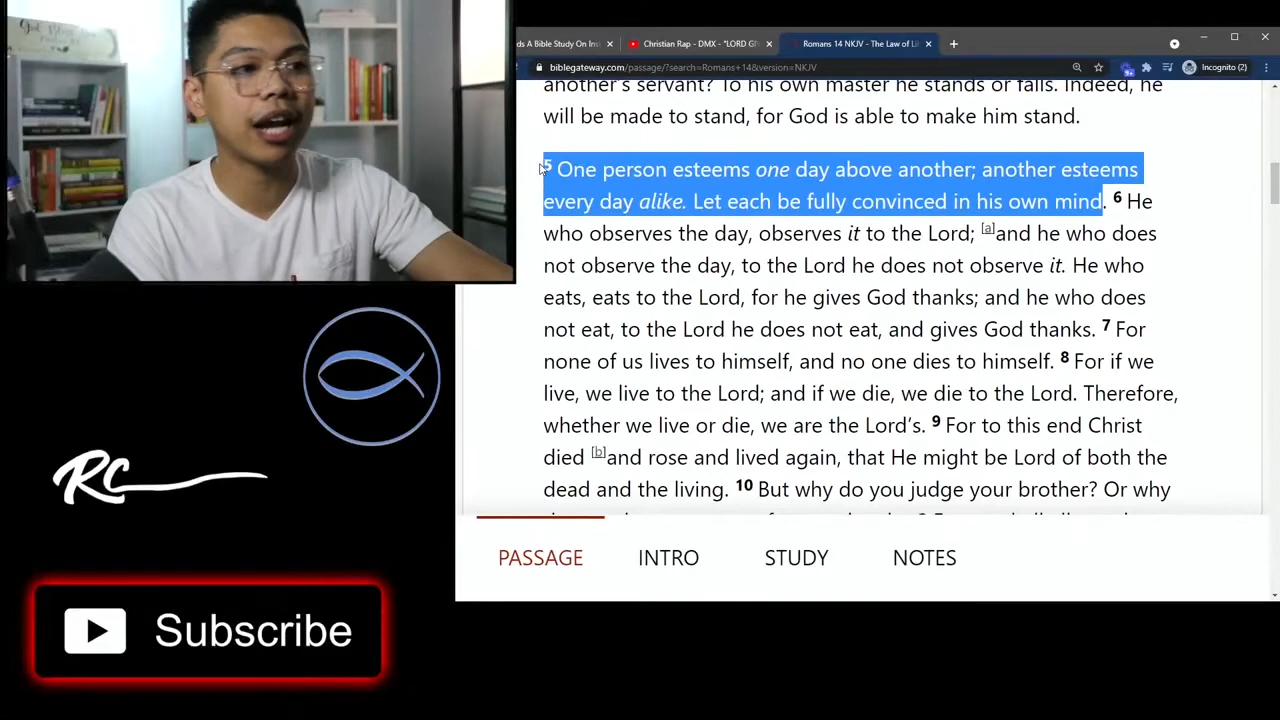 ds A Bible Study On Ins
Christian Rap - DMX - "LORD GI
Romans 14 NKJV - The Law of Li
biblegateway.com/passage/?search=Romans+14&version=NKJV
Incognito (2)
another's servant? To his own master he stands or falls. Indeed, he
will be made to stand, for God is able to make him stand.
5 One person esteems one day above another; another esteems
every day alike. Let each be fully convinced in his own mind. 6 He
who observes the day, observes it to the Lord; [a]and he who does
not observe the day, to the Lord he does not observe it. He who
eats, eats to the Lord, for he gives God thanks; and he who does
not eat, to the Lord he does not eat, and gives God thanks. 7 For
none of us lives to himself, and no one dies to himself. 8 For if we
live, we live to the Lord; and if we die, we die to the Lord. Therefore,
whether we live or die, we are the Lord's. 9 For to this end Christ
died [b]and rose and lived again, that He might be Lord of both the
dead and the living. 10 But why do you judge your brother? Or why
PASSAGE INTRO STUDY NOTES
RC
Subscribe